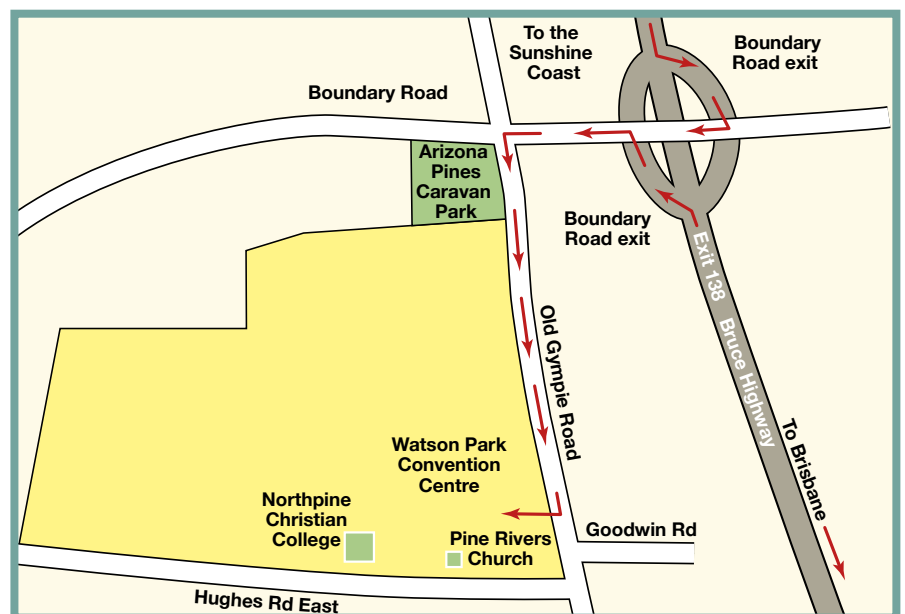 To the
Sunshine
Coast
Boundary
Road exit
Boundary Road
Arizona
Pines
Caravan
Park
Boundary
Road exit
Exit 138 Bruce Highway
Old Gympie Road
To Brisbane
Watson Park
Convention
Centre
Northpine
Christian
College
Pine Rivers
Church
Goodwin Rd
Hughes Rd East